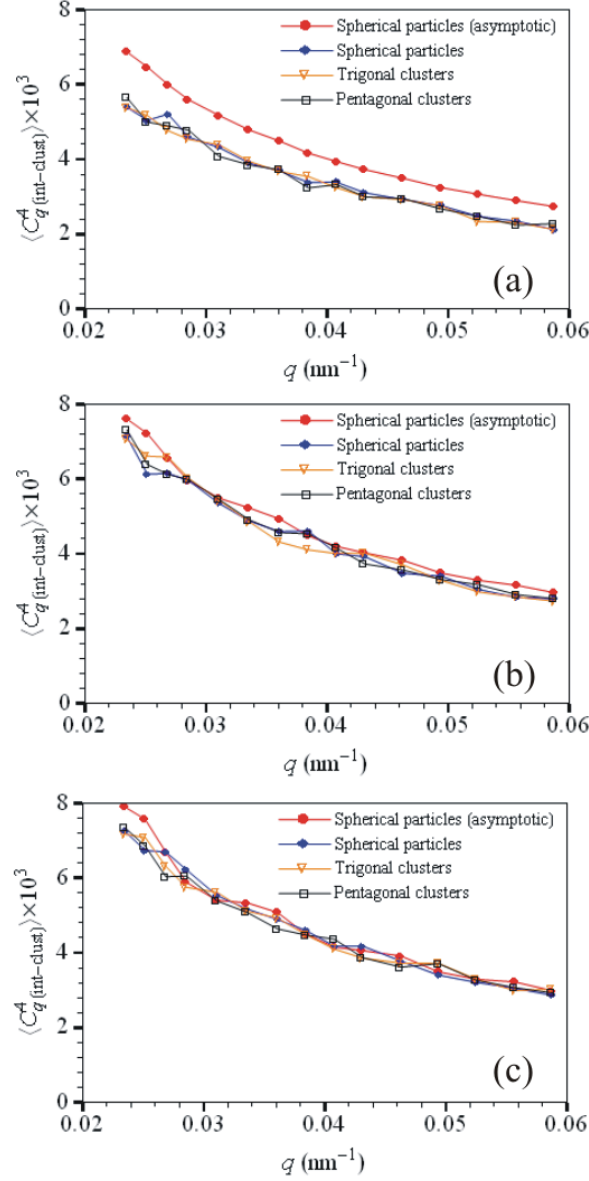 8
6
4
2
0
⟨C_q^A (int−clust)⟩×10³
Spherical particles (asymptotic)
Spherical particles
Trigonal clusters
Pentagonal clusters
(a)
0.02 0.03 0.04 0.05 0.06
q (nm⁻¹)
8
6
4
2
0
⟨C_q^A (int−clust)⟩×10³
Spherical particles (asymptotic)
Spherical particles
Trigonal clusters
Pentagonal clusters
(b)
0.02 0.03 0.04 0.05 0.06
q (nm⁻¹)
8
6
4
2
0
⟨C_q^A (int−clust)⟩×10³
Spherical particles (asymptotic)
Spherical particles
Trigonal clusters
Pentagonal clusters
(c)
0.02 0.03 0.04 0.05 0.06
q (nm⁻¹)